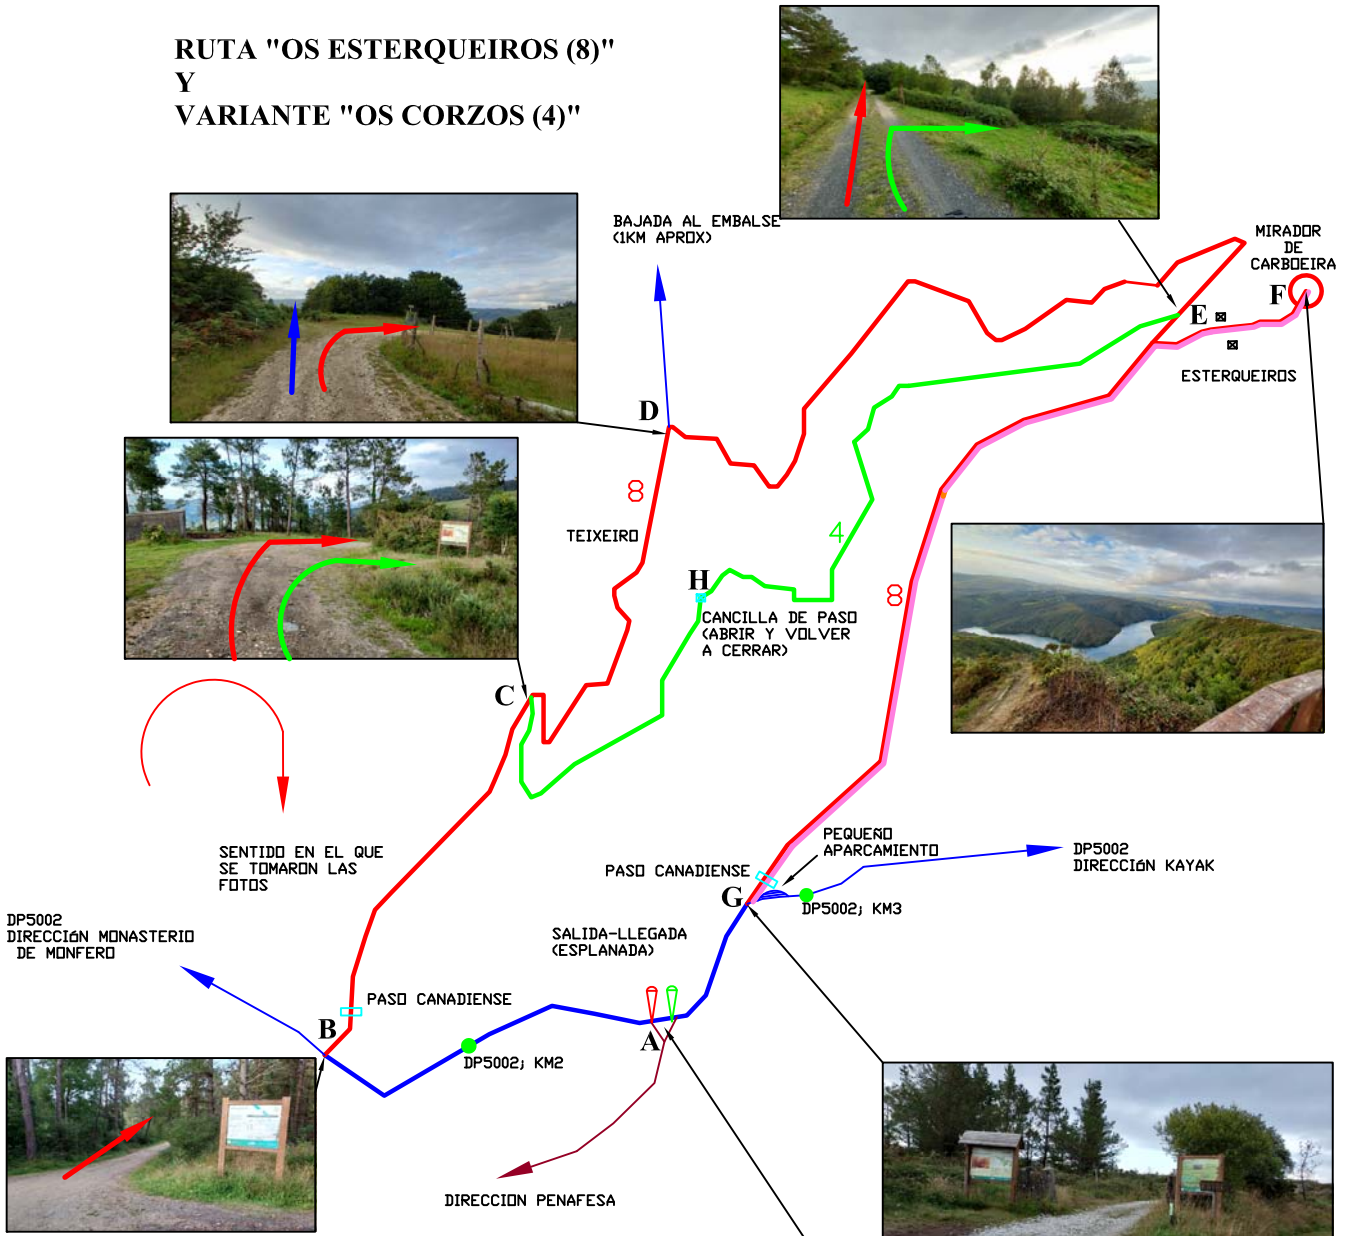 RUTA "OS ESTERQUEIROS (8)"
Y
VARIANTE "OS CORZOS (4)"
BAJADA AL EMBALSE
(1KM APROX)
MIRADOR
DE
CARBOEIRA
F
E
ESTERQUEIROS
D
8
TEIXEIRO
4
H
CANCILLA DE PASO
(ABRIR Y VOLVER
A CERRAR)
8
C
SENTIDO EN EL QUE
SE TOMARON LAS
FOTOS
PEQUEÑO
APARCAMIENTO
PASO CANADIENSE
DP5002
DIRECCIÓN KAYAK
G
DP5002; KM3
DP5002
DIRECCIÓN MONASTERIO
DE MONFERO
SALIDA-LLEGADA
(ESPLANADA)
PASO CANADIENSE
B
A
DP5002; KM2
DIRECCION PENAFESA